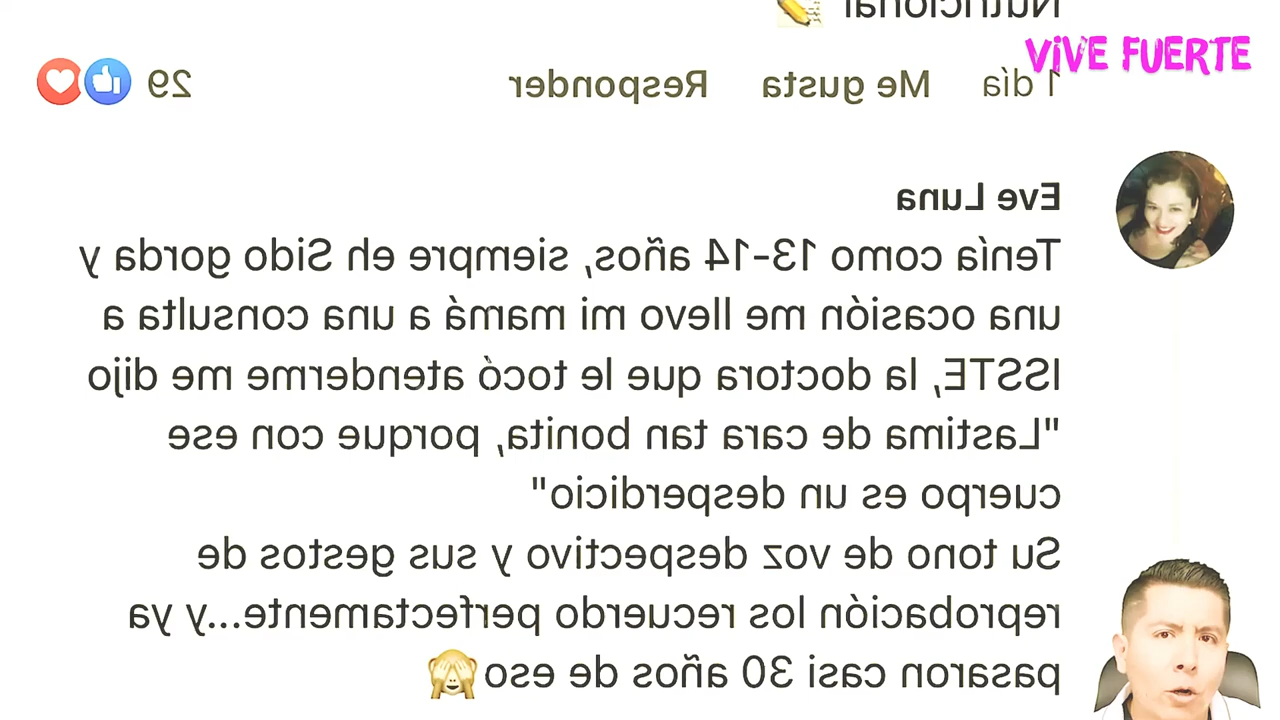 Nutricional
ViVE FUERTE
1 día Me gusta Responder 29
Eve Luna
Tenía como 13-14 años, siempre eh Sido gorda y
una ocasión me llevo mi mamá a una consulta a
ISSTE, la doctora que le tocó atenderme me dijo
"Lastima de cara tan bonita, porque con ese
cuerpo es un desperdicio"
Su tono de voz despectivo y sus gestos de
reprobación los recuerdo perfectamente...y ya
pasaron casi 30 años de eso